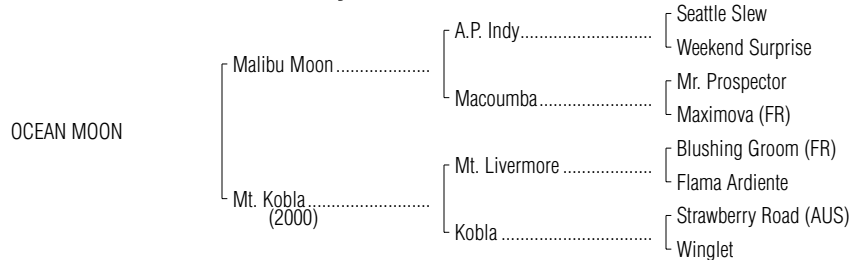 Seattle Slew
A.P. Indy............................
Weekend Surprise
Malibu Moon....................
Mr. Prospector
Macoumba........................
Maximova (FR)
OCEAN MOON
Blushing Groom (FR)
Mt. Livermore...................
Flama Ardiente
Mt. Kobla..........................
(2000)
Strawberry Road (AUS)
Kobla................................
Winglet